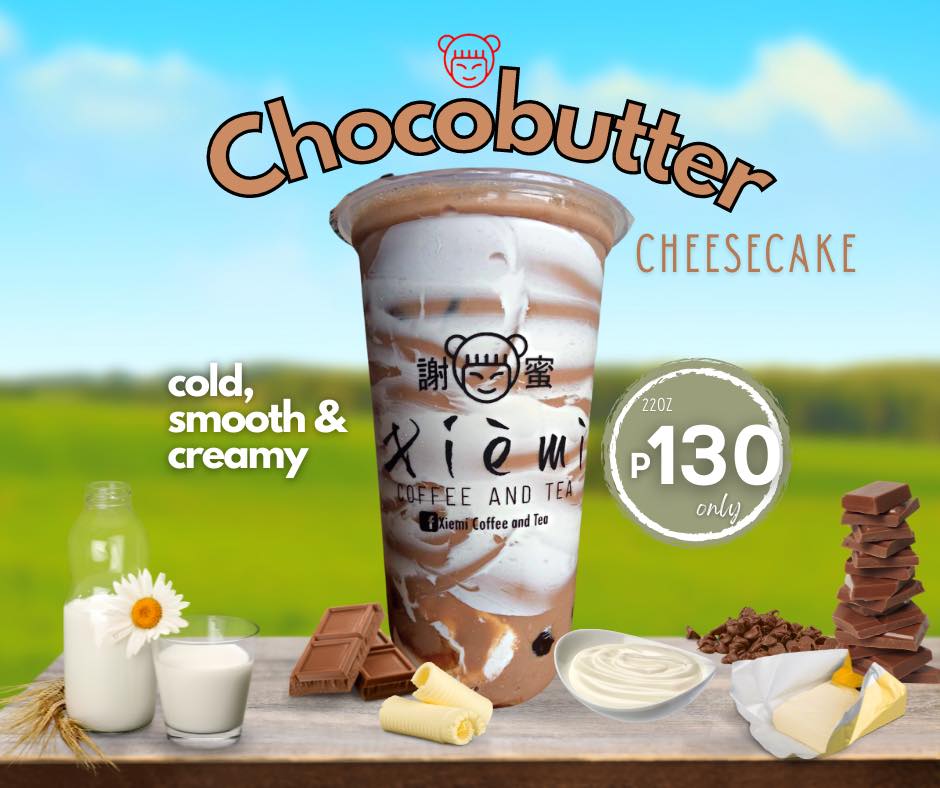 Chocobutter
CHEESECAKE
cold,
smooth &
creamy
謝 蜜
Xièmi
COFFEE AND TEA
f Xiemi Coffee and Tea
22OZ
P130
only